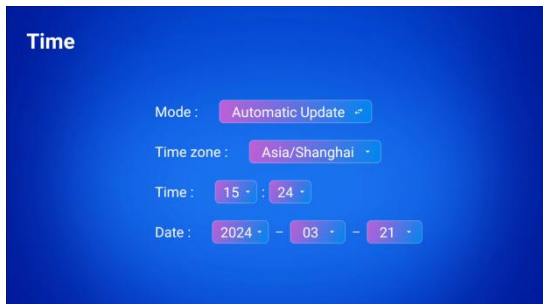 Time
Mode : Automatic Update
Time zone : Asia/Shanghai
Time : 15 : 24
Date : 2024 – 03 – 21